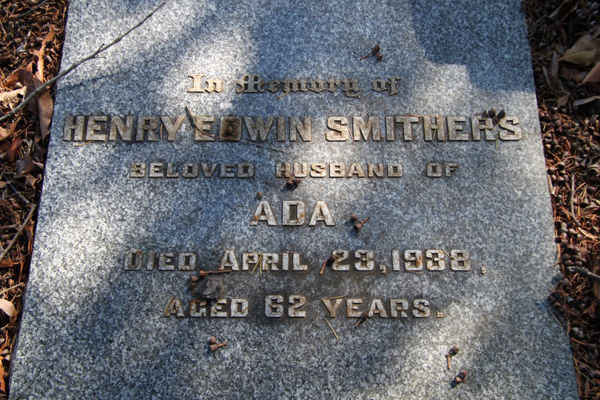 In Memory of
HENRY EDWIN SMITHERS
BELOVED HUSBAND OF
ADA
DIED APRIL 23, 1938.
AGED 62 YEARS.